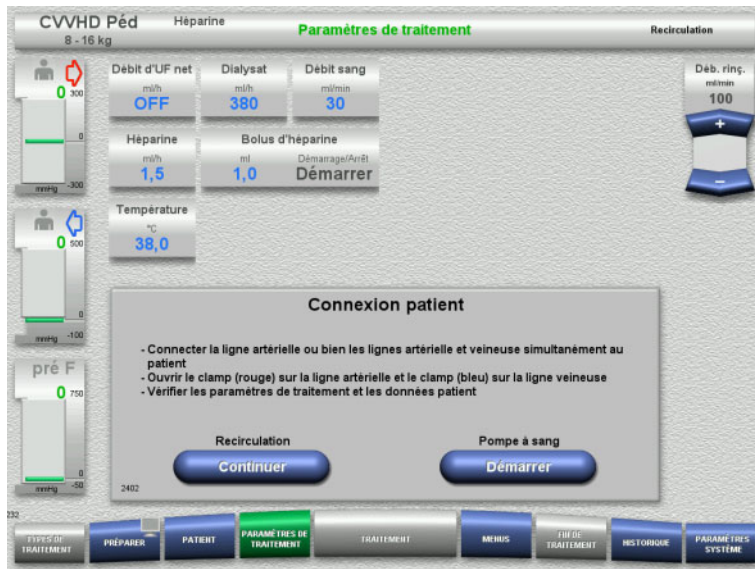 CVVHD Péd
Héparine
Paramètres de traitement
Recirculation
8 - 16 kg
0
300
0
-300
mmHg
Débit d'UF net
ml/h
OFF
Dialysat
ml/h
380
Débit sang
ml/min
30
Déb. rinç.
ml/min
100
+
–
Héparine
ml/h
1,5
Bolus d'héparine
ml
1,0
Démarrage/Arrêt
Démarrer
Température
°C
38,0
0
500
0
-100
mmHg
pré F
0
750
0
-50
mmHg
Connexion patient
- Connecter la ligne artérielle ou bien les lignes artérielle et veineuse simultanément au
patient
- Ouvrir le clamp (rouge) sur la ligne artérielle et le clamp (bleu) sur la ligne veineuse
- Vérifier les paramètres de traitement et les données patient
Recirculation
Continuer
Pompe à sang
Démarrer
2402
232
TYPES DE
TRAITEMENT
PRÉPARER
PATIENT
PARAMÈTRES DE
TRAITEMENT
TRAITEMENT
MENUS
FIN DE
TRAITEMENT
HISTORIQUE
PARAMÈTRES
SYSTÈME